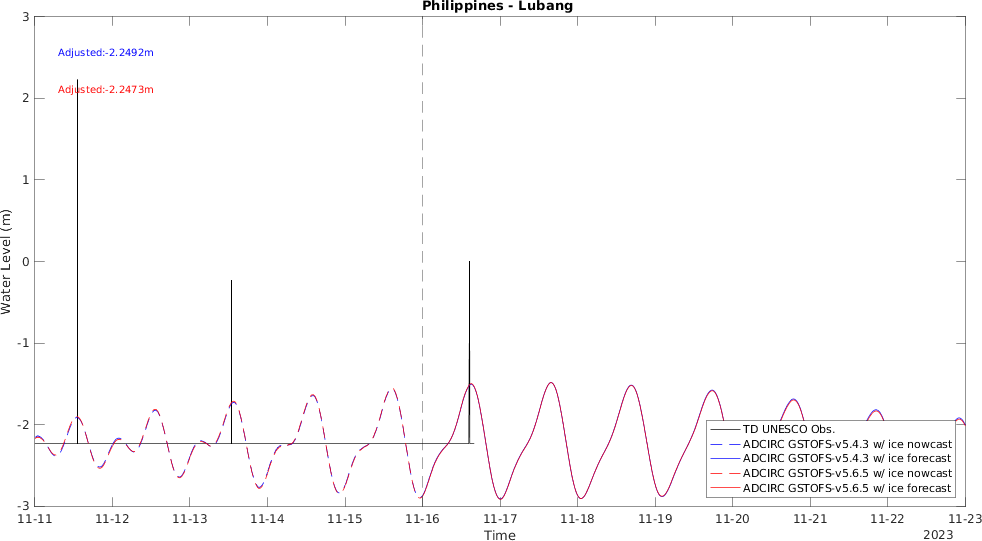 Philippines - Lubang
Adjusted:-2.2492m
Adjusted:-2.2473m
Water Level (m)
3
2
1
0
-1
-2
-3
TD UNESCO Obs.
ADCIRC GSTOFS-v5.4.3 w/ ice nowcast
ADCIRC GSTOFS-v5.4.3 w/ ice forecast
ADCIRC GSTOFS-v5.6.5 w/ ice nowcast
ADCIRC GSTOFS-v5.6.5 w/ ice forecast
11-11 11-12 11-13 11-14 11-15 11-16 11-17 11-18 11-19 11-20 11-21 11-22 11-23
Time
2023